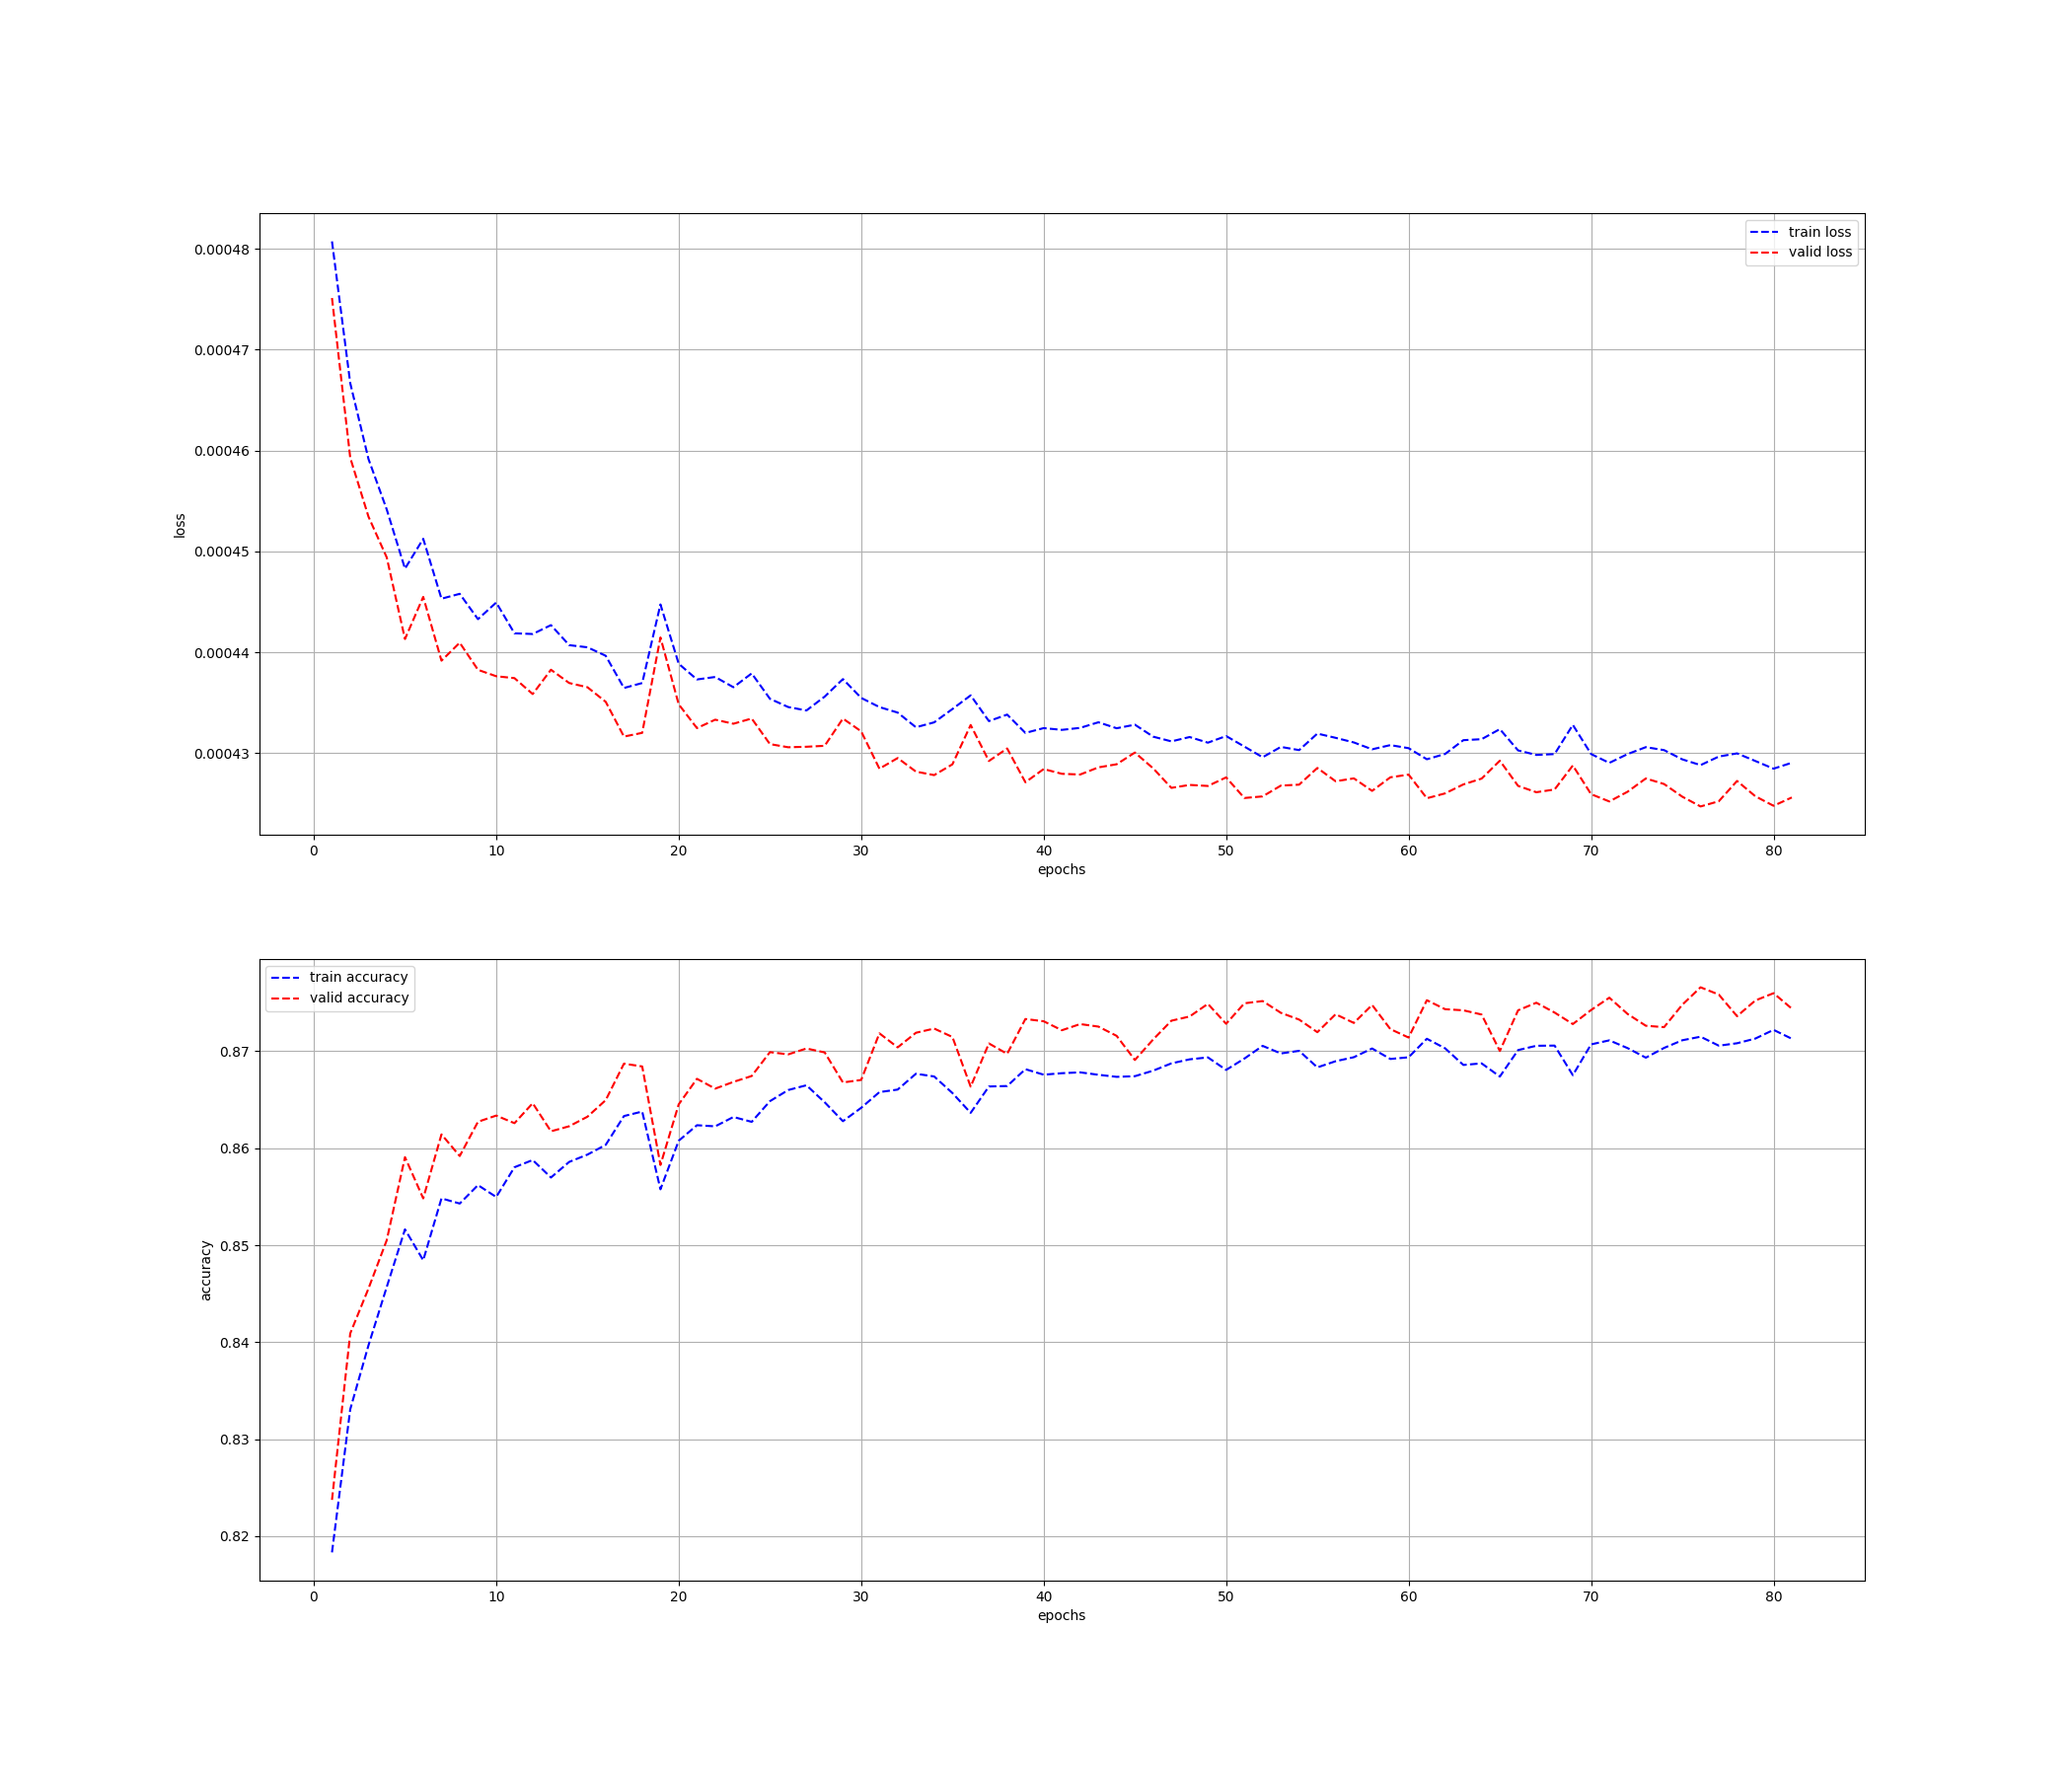 train loss
valid loss
0.00048
0.00047
0.00046
0.00045
0.00044
0.00043
loss
0 10 20 30 40 50 60 70 80
epochs
train accuracy
valid accuracy
0.87
0.86
0.85
0.84
0.83
0.82
accuracy
0 10 20 30 40 50 60 70 80
epochs